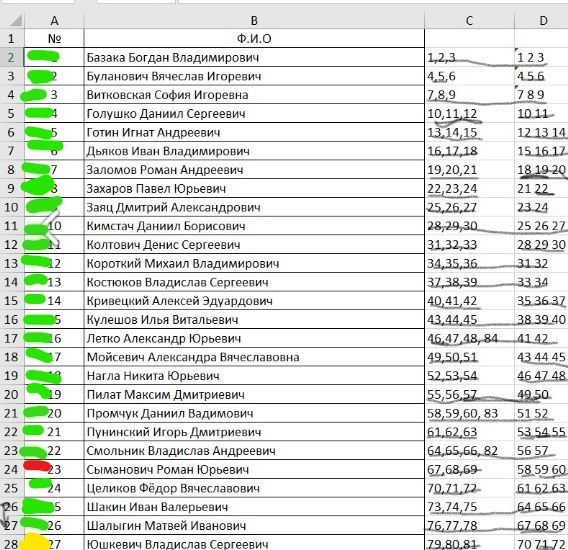 A B C D
1 № Ф.И.О
2 Базака Богдан Владимирович 1,2,3 1 2 3
3 2 Буланович Вячеслав Игоревич 4,5,6 4 5 6
4 3 Витковская София Игоревна 7,8,9 7 8 9
5 4 Голушко Даниил Сергеевич 10,11,12 10 11
6 5 Готин Игнат Андреевич 13,14,15 12 13 14
7 6 Дьяков Иван Владимирович 16,17,18 15 16 17
8 7 Заломов Роман Андреевич 19,20,21 18 19 20
9 8 Захаров Павел Юрьевич 22,23,24 21 22
10 Заяц Дмитрий Александрович 25,26,27 23 24
11 10 Кимстач Даниил Борисович 28,29,30 25 26 27
12 11 Колтович Денис Сергеевич 31,32,33 28 29 30
13 12 Короткий Михаил Владимирович 34,35,36 31 32
14 13 Костюков Владислав Сергеевич 37,38,39 33 34
15 14 Кривецкий Алексей Эдуардович 40,41,42 35 36 37
16 5 Кулешов Илья Витальевич 43,44,45 38 39 40
17 16 Летко Александр Юрьевич 46,47,48,84 41 42
18 17 Мойсевич Александра Вячеславовна 49,50,51 43 44 45
19 18 Нагла Никита Юрьевич 52,53,54 46 47 48
20 19 Пилат Максим Дмитриевич 55,56,57 49,50
21 20 Промчук Даниил Вадимович 58,59,60, 83 51 52
22 21 Пунинский Игорь Дмитриевич 61,62,63 53 54 55
23 22 Смольник Владислав Андреевич 64,65,66, 82 56 57
24 23 Сыманович Роман Юрьевич 67,68,69 58 59 60
25 24 Целиков Фёдор Вячеславович 70,71,72 61 62 63
26 5 Шакин Иван Валерьевич 73,74,75 64 65 66
27 26 Шалыгин Матвей Иванович 76,77,78 67 68 69
28 27 Юшкевич Владислав Сергеевич 79,80,81 70 71 72